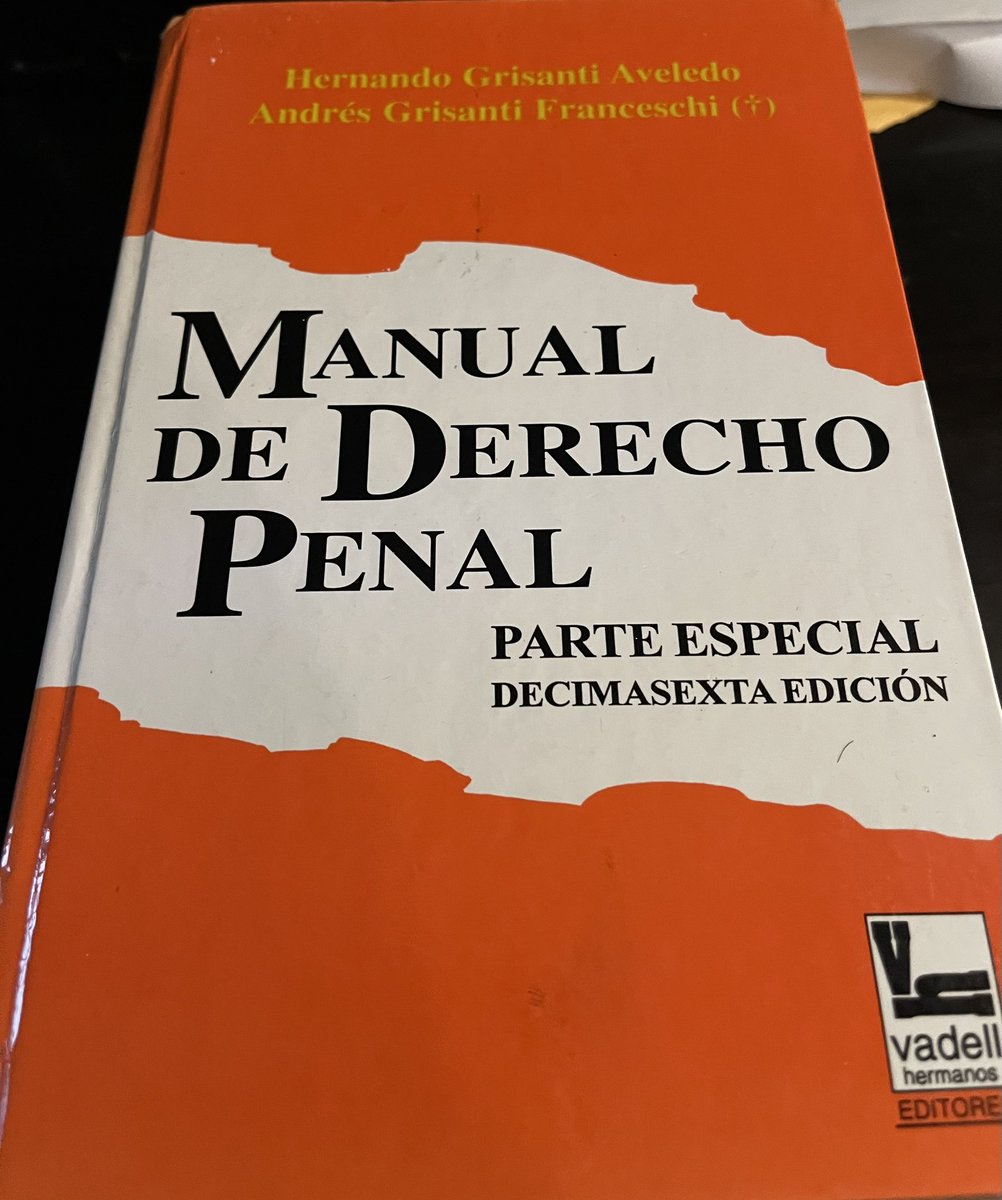 Hernando Grisanti Aveledo
Andrés Grisanti Franceschi (†)
MANUAL
DE DERECHO
PENAL
PARTE ESPECIAL
DECIMASEXTA EDICIÓN
vadell
hermanos
EDITORE